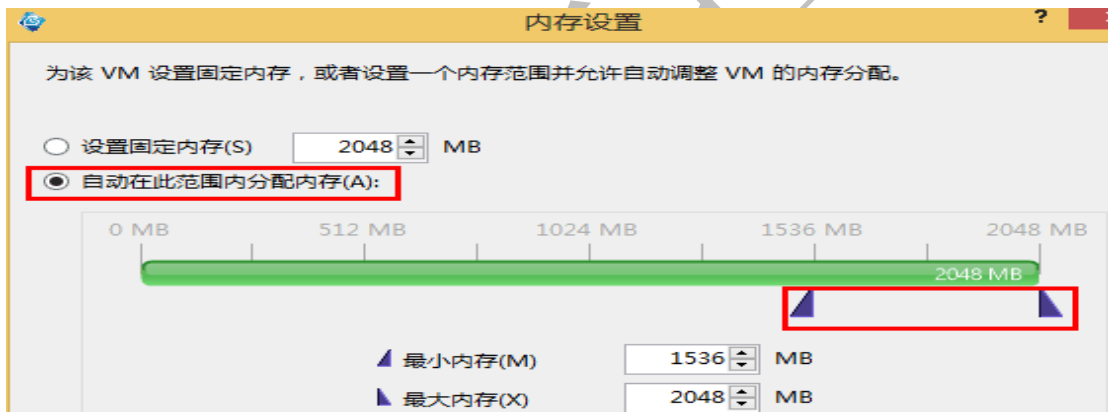 内存设置 ?
为该 VM 设置固定内存，或者设置一个内存范围并允许自动调整 VM 的内存分配。
设置固定内存(S) 2048 MB
自动在此范围内分配内存(A):
0 MB 512 MB 1024 MB 1536 MB 2048 MB
2048 MB
最小内存(M) 1536 MB
最大内存(X) 2048 MB